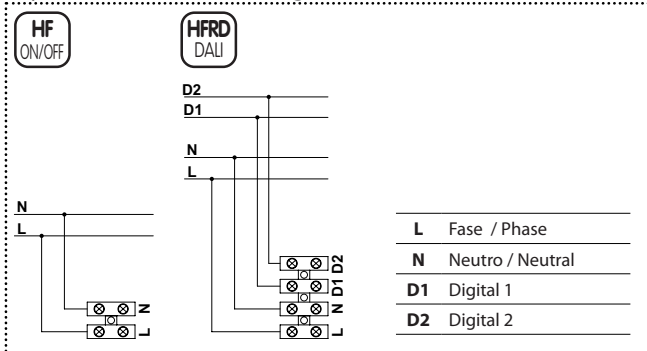 HF
ON/OFF
HFRD
DALI
D2
D1
N
L
N
L
N
L
D2
D1
N
L
L Fase / Phase
N Neutro / Neutral
D1 Digital 1
D2 Digital 2